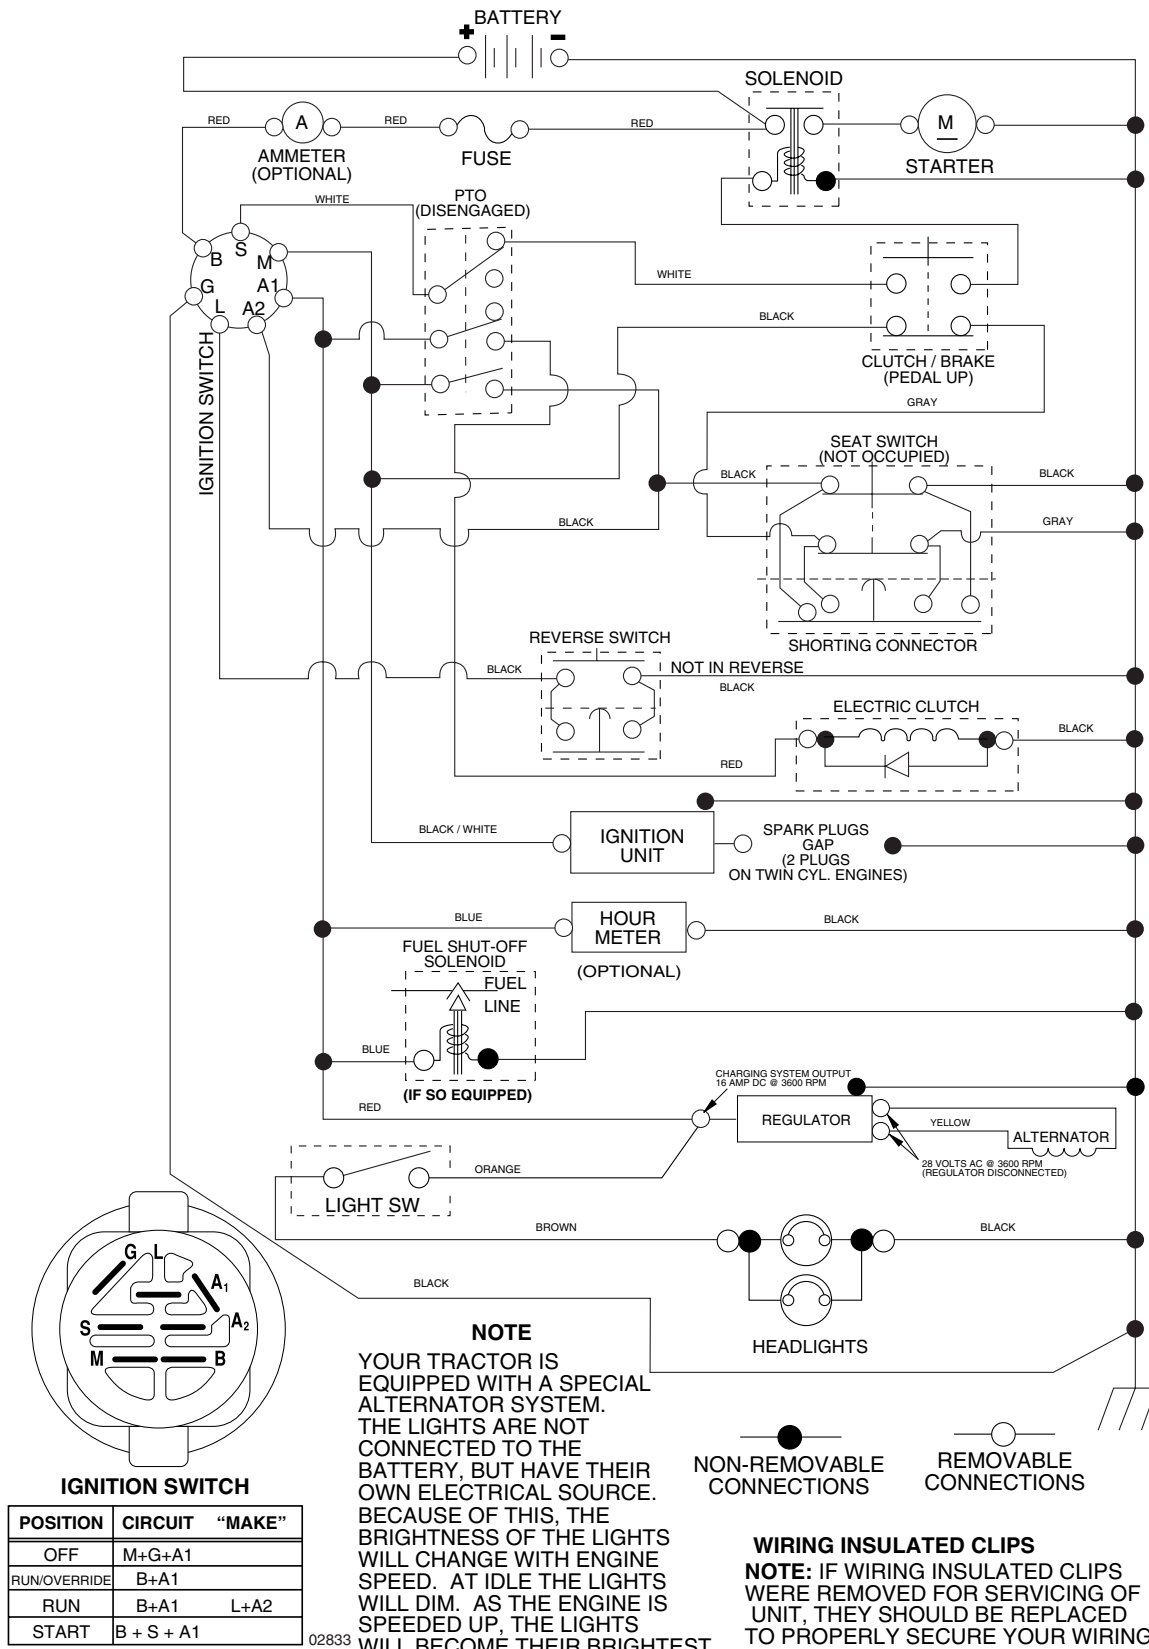 BATTERY
+ -
SOLENOID
RED
A
RED
RED
M
AMMETER
(OPTIONAL)
FUSE
STARTER
WHITE
PTO
(DISENGAGED)
B
S
M
G
A1
L
A2
WHITE
BLACK
CLUTCH / BRAKE
(PEDAL UP)
GRAY
IGNITION SWITCH
SEAT SWITCH
(NOT OCCUPIED)
BLACK
BLACK
BLACK
GRAY
REVERSE SWITCH
SHORTING CONNECTOR
BLACK
NOT IN REVERSE
BLACK
ELECTRIC CLUTCH
BLACK
RED
BLACK / WHITE
IGNITION
UNIT
SPARK PLUGS
GAP
(2 PLUGS
ON TWIN CYL. ENGINES)
BLUE
HOUR
METER
BLACK
(OPTIONAL)
FUEL SHUT-OFF
SOLENOID
FUEL
LINE
BLUE
(IF SO EQUIPPED)
CHARGING SYSTEM OUTPUT
16 AMP DC @ 3600 RPM
RED
REGULATOR
YELLOW
ALTERNATOR
28 VOLTS AC @ 3600 RPM
(REGULATOR DISCONNECTED)
ORANGE
LIGHT SW
BROWN
BLACK
BLACK
HEADLIGHTS
G L
A1
A2
S
M
B
IGNITION SWITCH
POSITION CIRCUIT "MAKE"
OFF M+G+A1
RUN/OVERRIDE B+A1
RUN B+A1 L+A2
START B + S + A1
02833
NOTE
YOUR TRACTOR IS
EQUIPPED WITH A SPECIAL
ALTERNATOR SYSTEM.
THE LIGHTS ARE NOT
CONNECTED TO THE
BATTERY, BUT HAVE THEIR
OWN ELECTRICAL SOURCE.
BECAUSE OF THIS, THE
BRIGHTNESS OF THE LIGHTS
WILL CHANGE WITH ENGINE
SPEED. AT IDLE THE LIGHTS
WILL DIM. AS THE ENGINE IS
SPEEDED UP, THE LIGHTS
WILL BECOME THEIR BRIGHTEST
NON-REMOVABLE
CONNECTIONS
REMOVABLE
CONNECTIONS
WIRING INSULATED CLIPS
NOTE: IF WIRING INSULATED CLIPS
WERE REMOVED FOR SERVICING OF
UNIT, THEY SHOULD BE REPLACED
TO PROPERLY SECURE YOUR WIRING